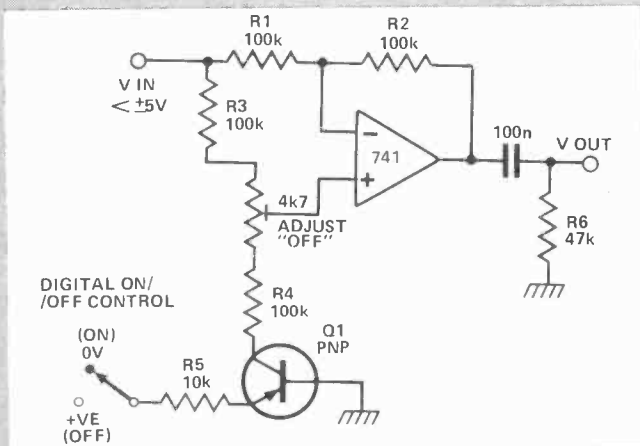 R1
100k
R2
100k
V IN
< ±5V
R3
100k
741
−
+
100n
V OUT
4k7
ADJUST
"OFF"
R6
47k
DIGITAL ON/
/OFF CONTROL
R4
100k
(ON)
0V
Q1
PNP
R5
10k
+VE
(OFF)